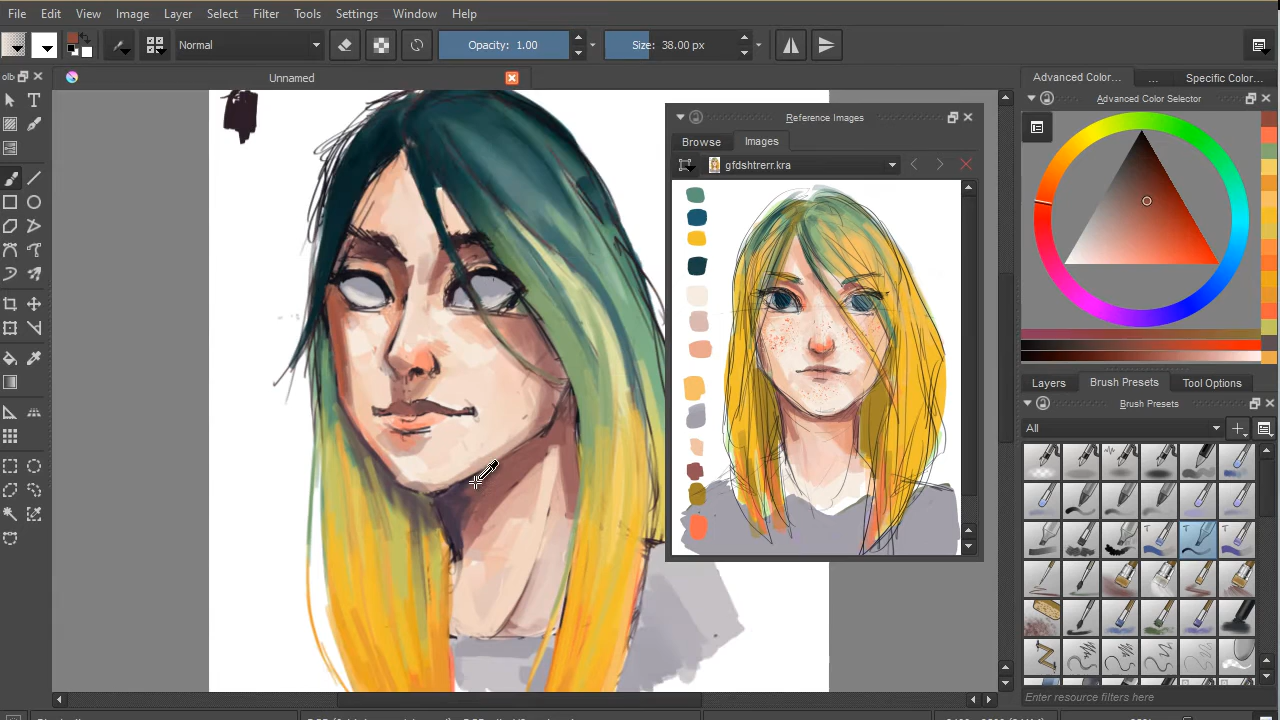 File Edit View Image Layer Select Filter Tools Settings Window Help
Normal Opacity: 1.00 Size: 38.00 px
olb Unnamed Advanced Color... ... Specific Color...
Advanced Color Selector
Reference Images
Browse Images
gfdshtrerr.kra
Layers Brush Presets Tool Options
Brush Presets
All
Enter resource filters here